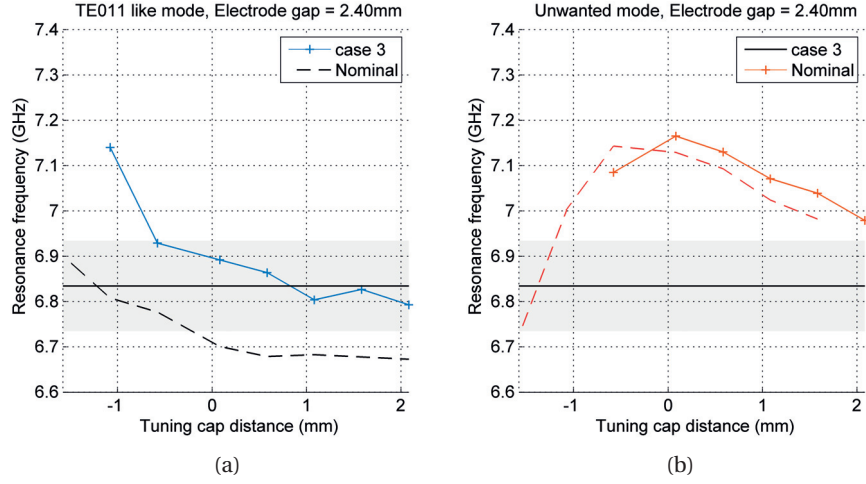 TE011 like mode, Electrode gap = 2.40mm
7.4
7.3
7.2
7.1
7
6.9
6.8
6.7
6.6
Resonance frequency (GHz)
case 3
Nominal
-1
0
1
2
Tuning cap distance (mm)
(a)
Unwanted mode, Electrode gap = 2.40mm
7.4
7.3
7.2
7.1
7
6.9
6.8
6.7
6.6
Resonance frequency (GHz)
case 3
Nominal
-1
0
1
2
Tuning cap distance (mm)
(b)